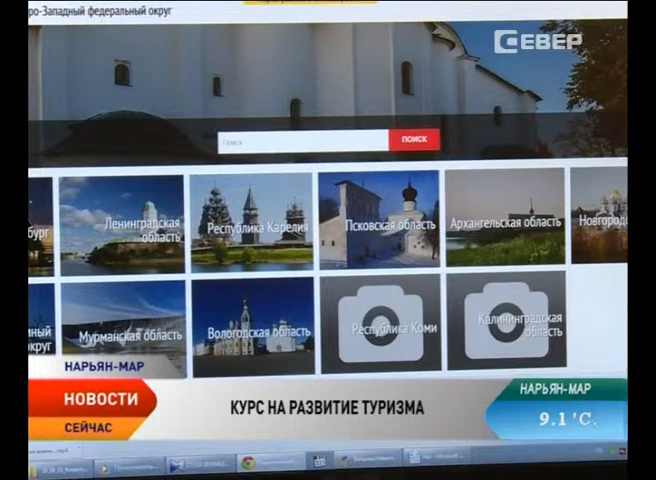 ро-Западный федеральный округ
СЕВЕР
Поиск
ПОИСК
бург
Ленинградская
область
Республика Карелия
Псковская область
Архангельская область
Новгородс
ный
округ
Мурманская область
Вологодская область
Республика Коми
Калининградская
область
НАРЬЯН-МАР
НОВОСТИ
СЕЙЧАС
КУРС НА РАЗВИТИЕ ТУРИЗМА
НАРЬЯН-МАР
9.1 'C.